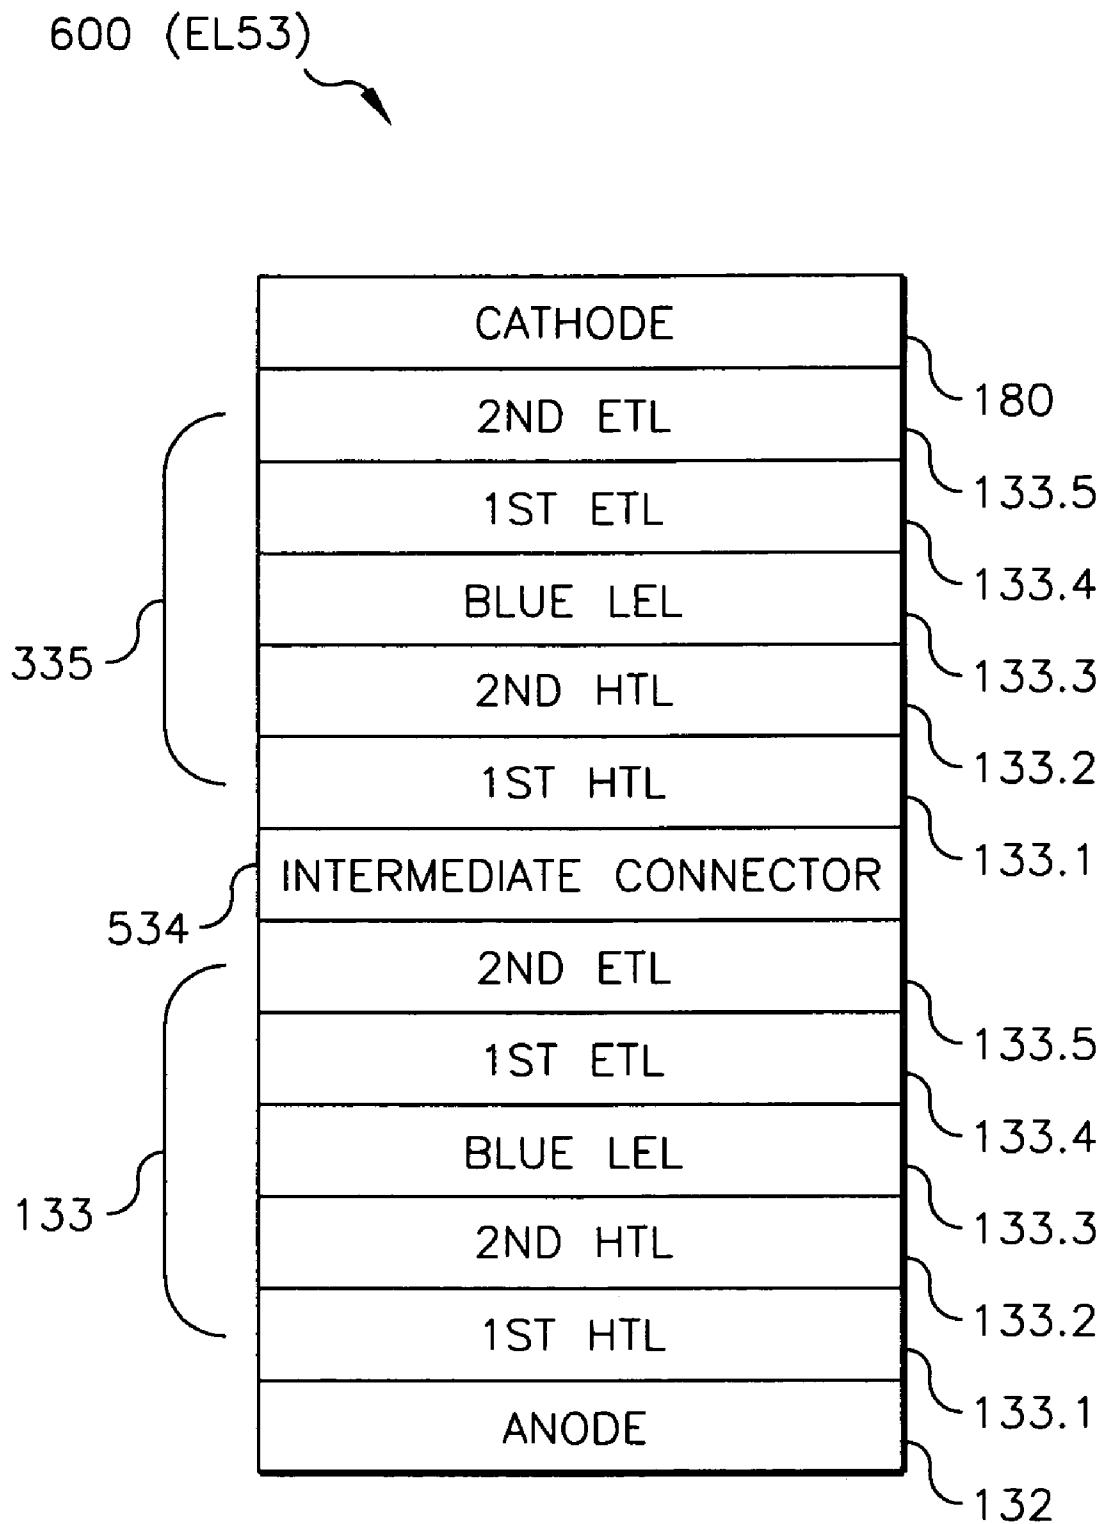 600 (EL53)
CATHODE
180
2ND ETL
133.5
1ST ETL
133.4
BLUE LEL
133.3
335
2ND HTL
133.2
1ST HTL
133.1
INTERMEDIATE CONNECTOR
534
2ND ETL
133.5
1ST ETL
133.4
BLUE LEL
133.3
133
2ND HTL
133.2
1ST HTL
133.1
ANODE
132